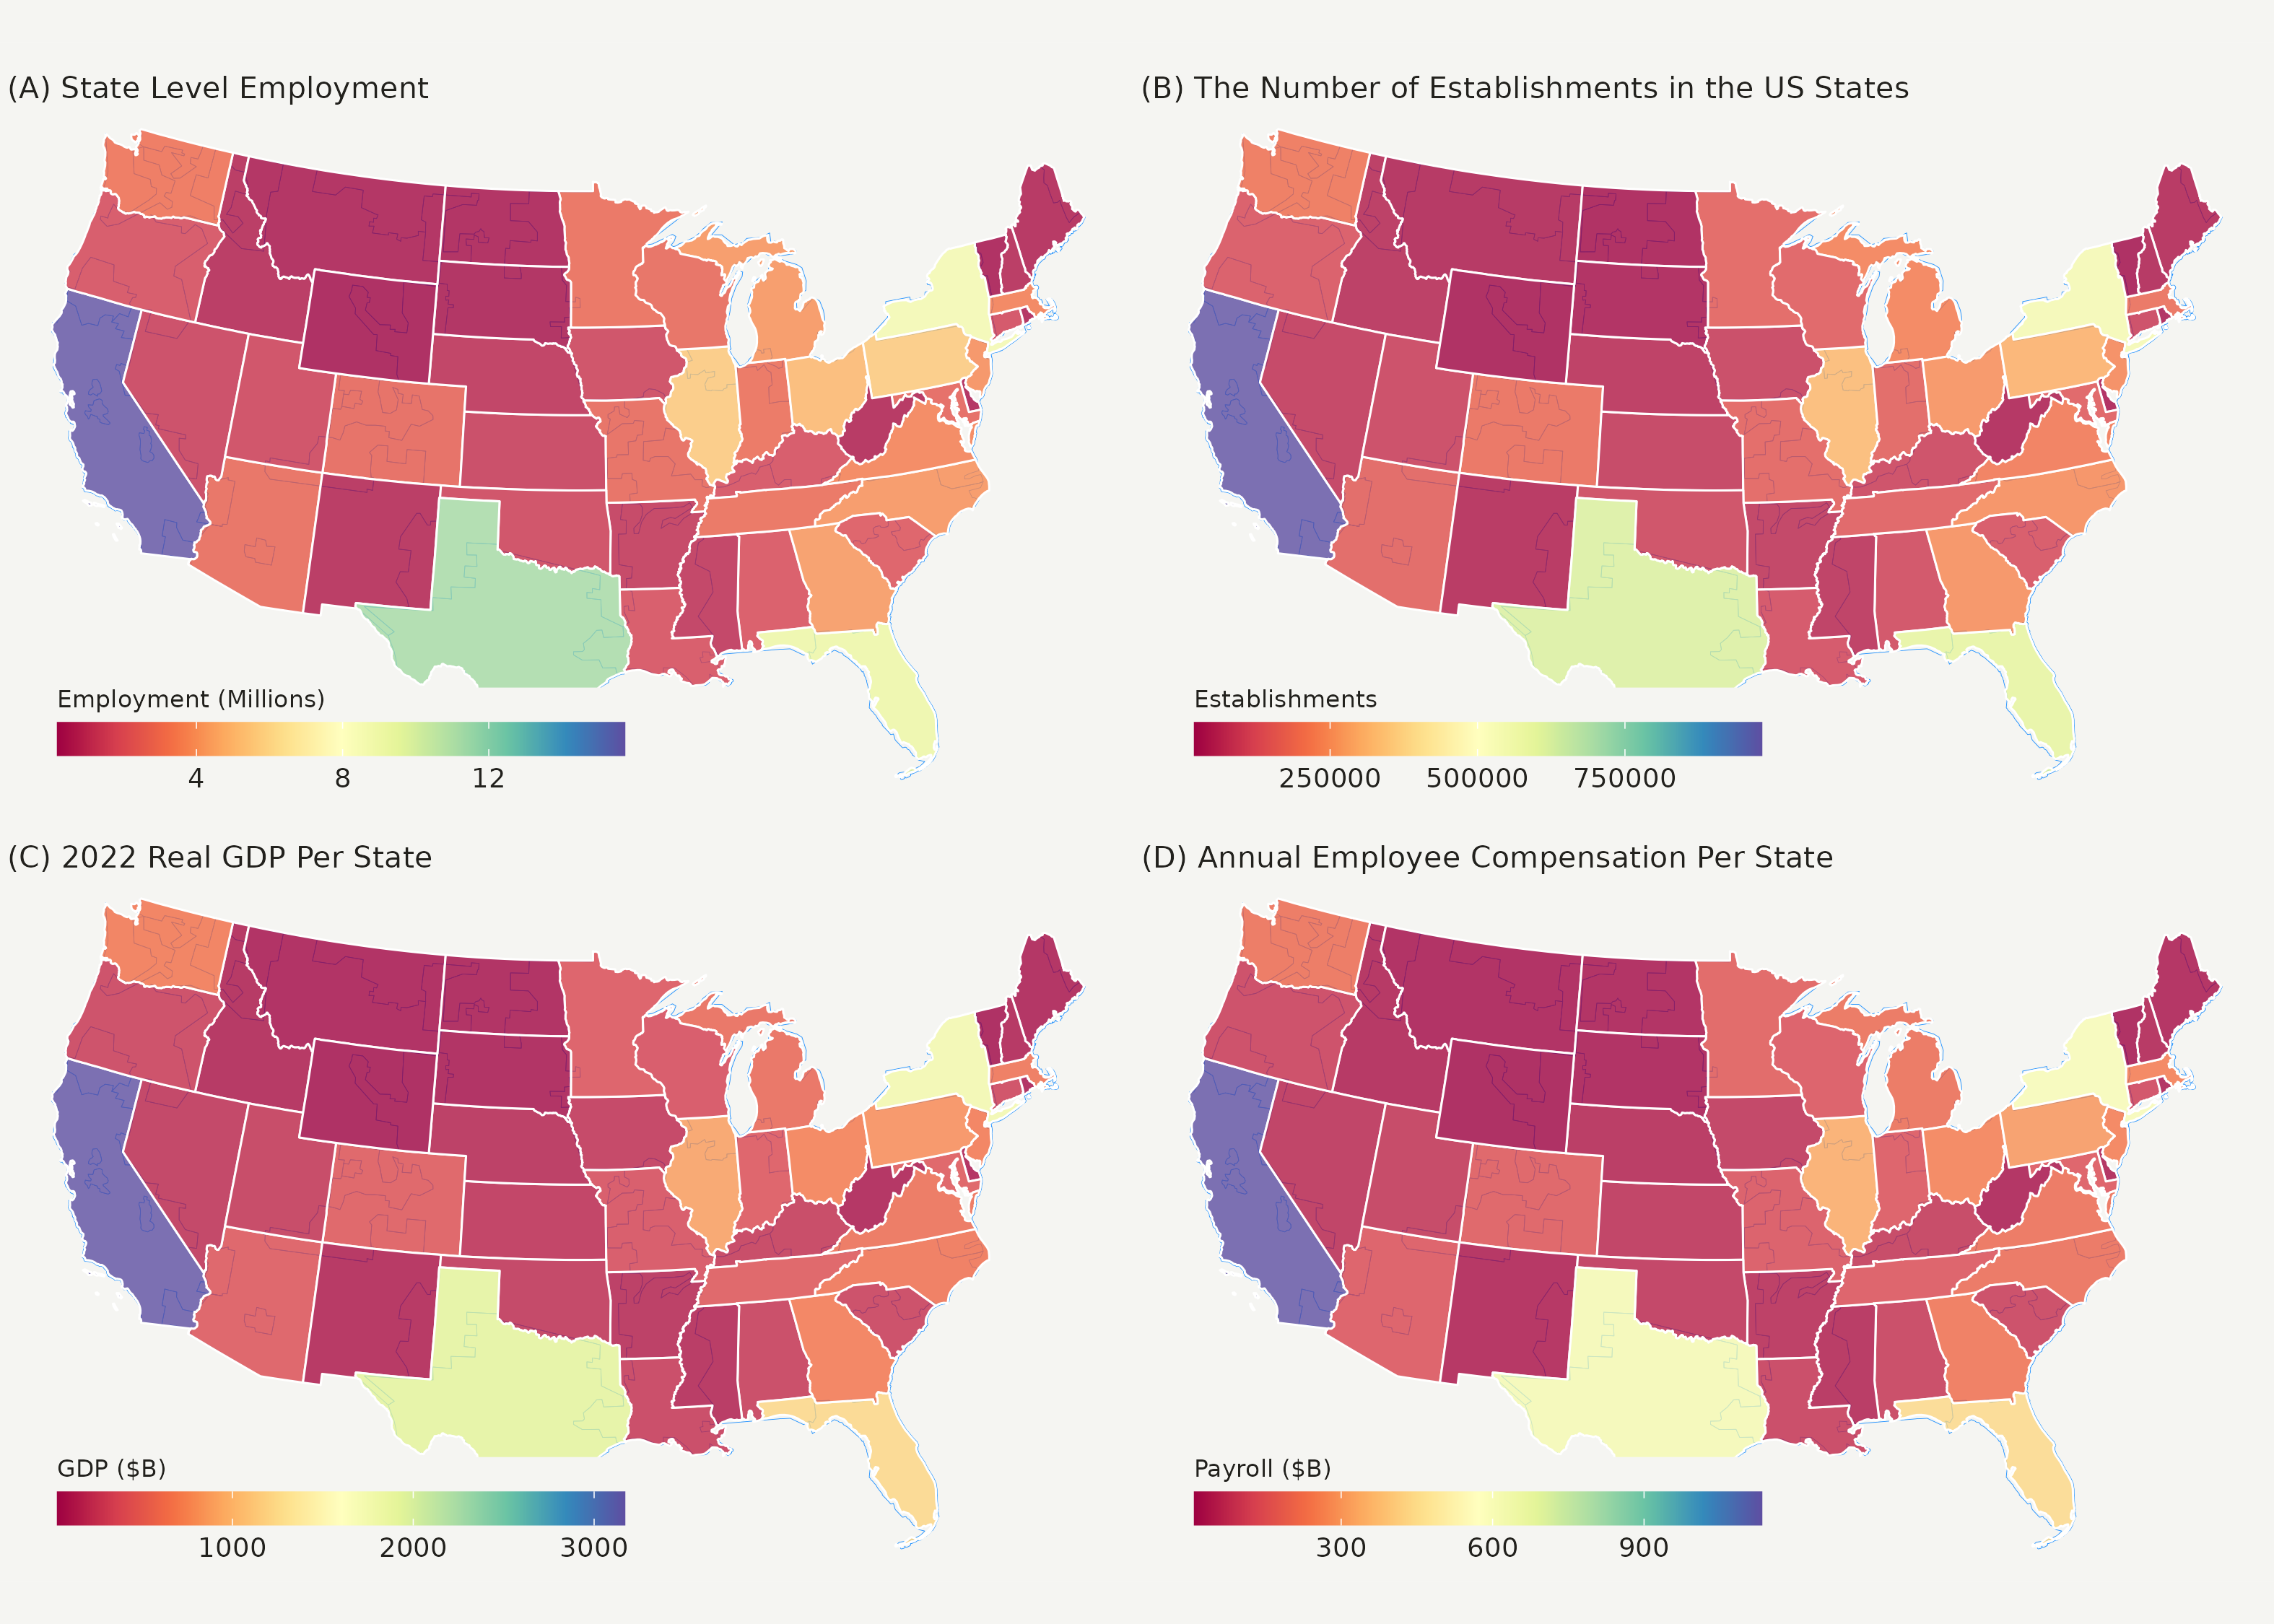 (A) State Level Employment
(B) The Number of Establishments in the US States
Employment (Millions)
4 8 12
Establishments
250000 500000 750000
(C) 2022 Real GDP Per State
(D) Annual Employee Compensation Per State
GDP ($B)
1000 2000 3000
Payroll ($B)
300 600 900